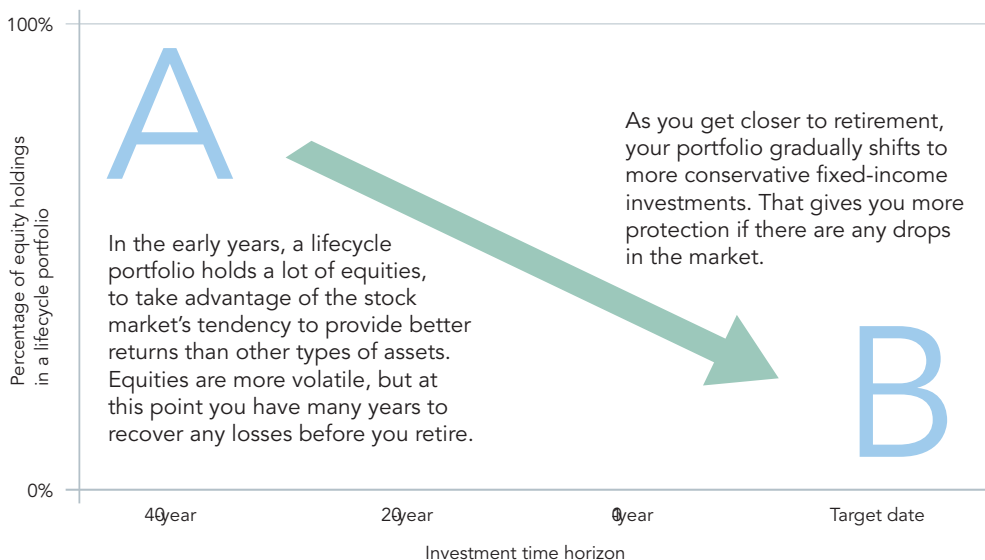 100%
A
As you get closer to retirement,
your portfolio gradually shifts to
more conservative fixed-income
investments. That gives you more
protection if there are any drops
in the market.
Percentage of equity holdings
in a lifecycle portfolio
In the early years, a lifecycle
portfolio holds a lot of equities,
to take advantage of the stock
market’s tendency to provide better
returns than other types of assets.
Equities are more volatile, but at
this point you have many years to
recover any losses before you retire.
B
0%
40-year
20-year
year
Target date
Investment time horizon